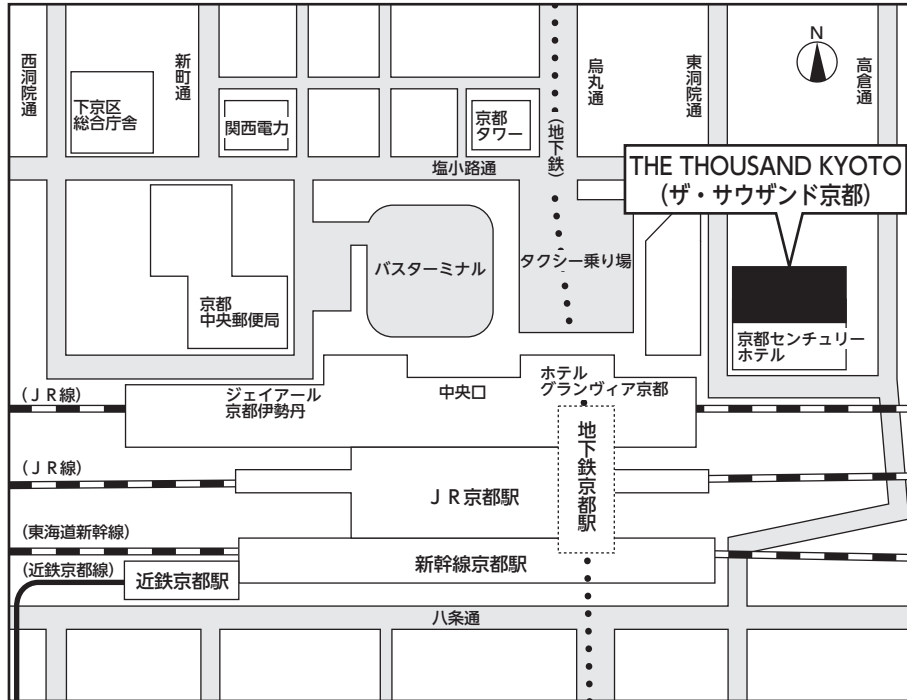 西洞院通
新町通
烏丸通
東洞院通
N
高倉通
下京区
総合庁舎
関西電力
京都
タワー
(地下鉄)
塩小路通
THE THOUSAND KYOTO
(ザ・サウザンド京都)
バスターミナル
タクシー乗り場
京都
中央郵便局
京都センチュリー
ホテル
ジェイアール
京都伊勢丹
中央口
ホテル
グランヴィア京都
(ＪＲ線)
地下鉄京都駅
(ＪＲ線)
ＪＲ京都駅
(東海道新幹線)
新幹線京都駅
(近鉄京都線)
近鉄京都駅
八条通